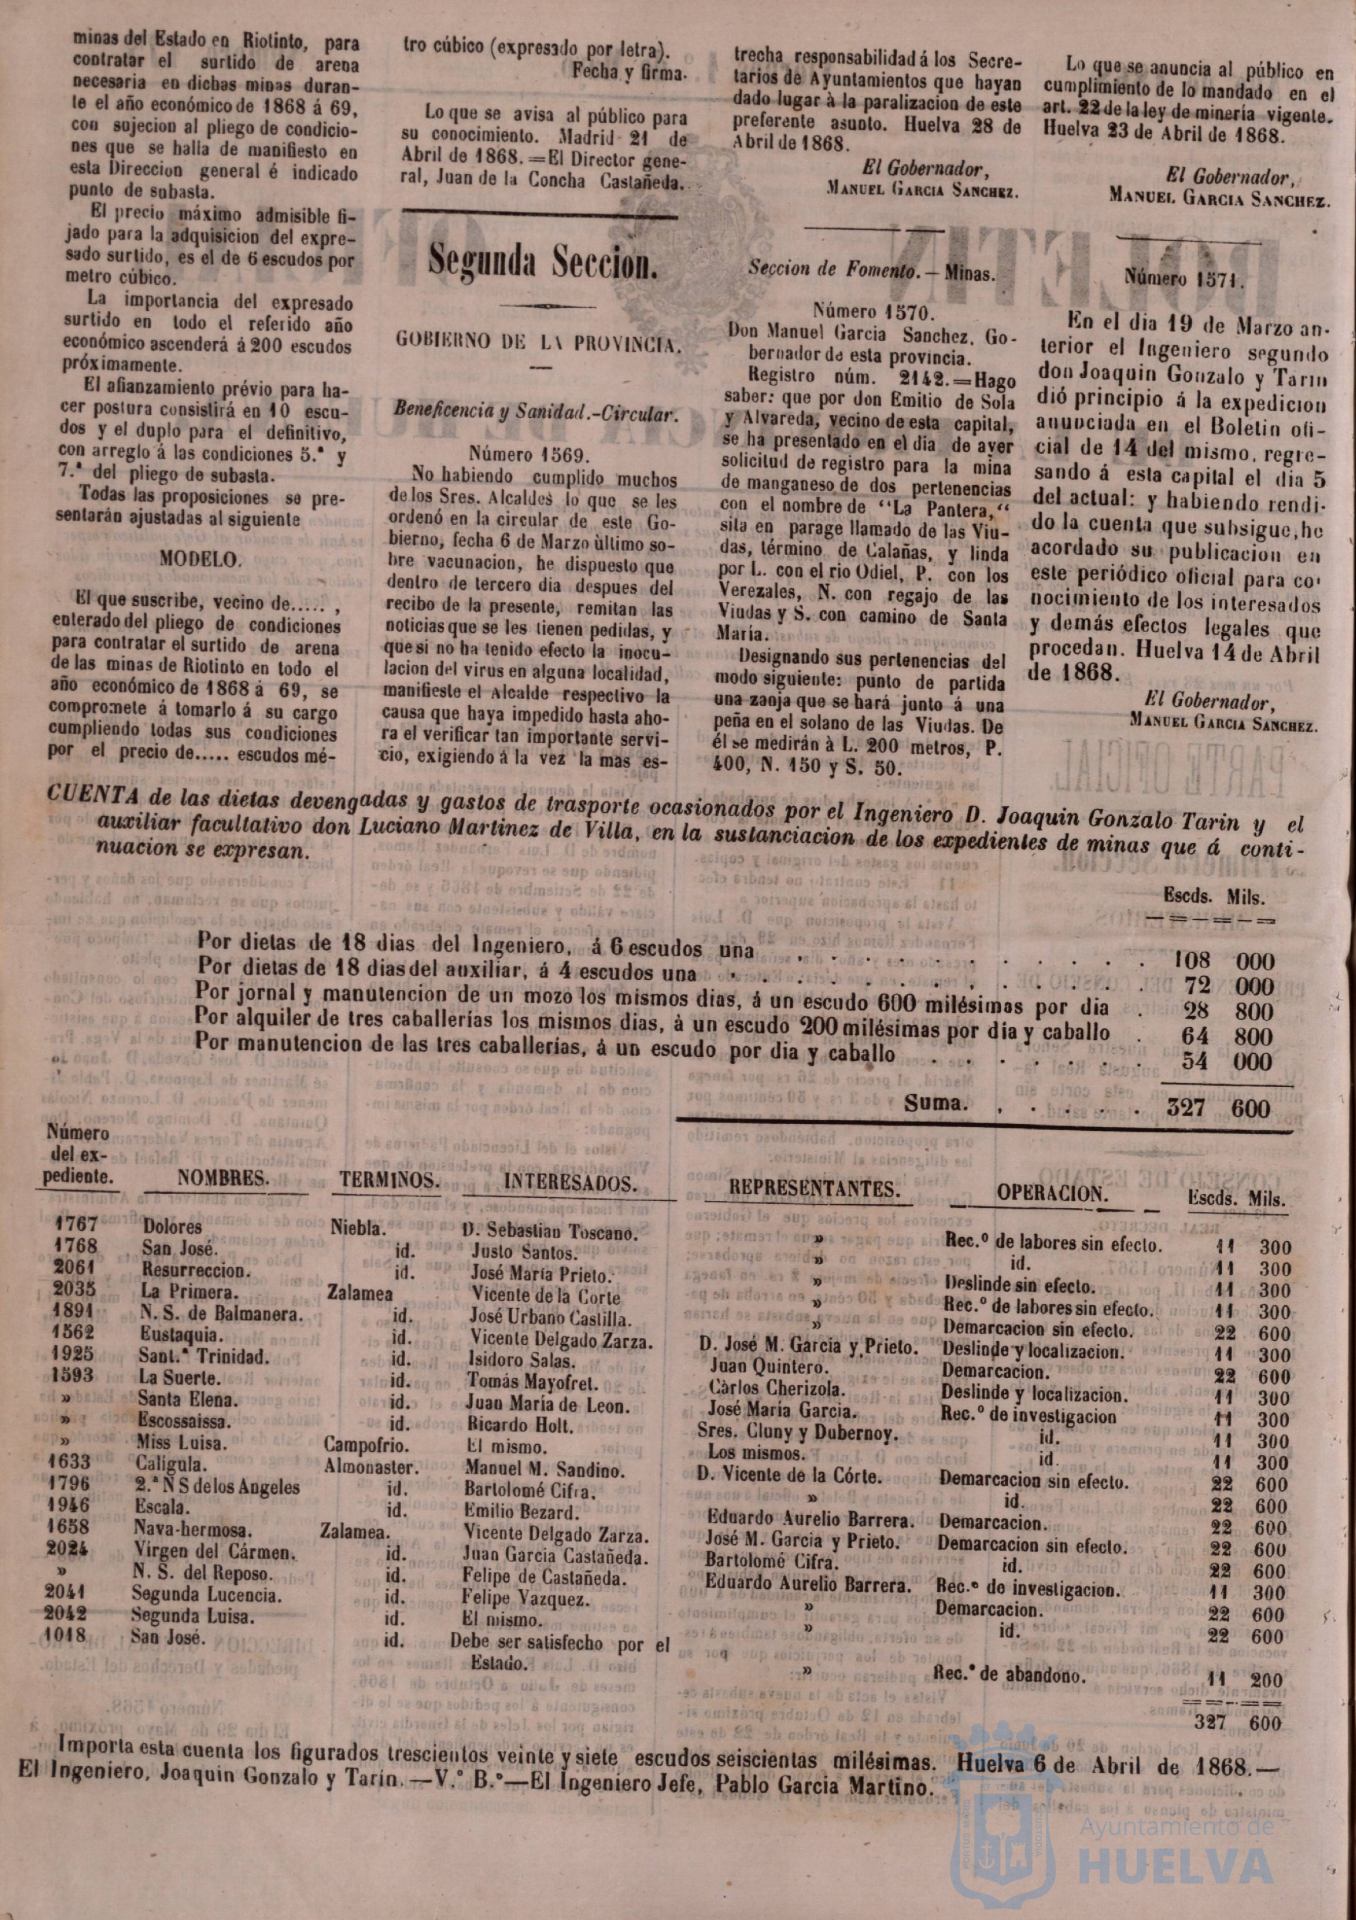 minas del Estado en Riotinto, para
contratar el surtido de arena
necesaria en dichas minas duran-
te el año económico de 1868 á 69,
con sujecion al pliego de condicio-
nes que se halla de manifiesto en
esta Direccion general é indicado
punto de subasta.
El precio máximo admisible fi-
jado para la adquisicion del expre-
sado surtido, es el de 6 escudos por
metro cúbico.
La importancia del expresado
surtido en todo el referido año
económico ascenderá á 200 escudos
próximamente.
El afianzamiento prévio para ha-
cer postura consistirá en 10 escu-
dos y el duplo para el definitivo,
con arreglo á las condiciones 5.ª y
7.ª del pliego de subasta.
Todas las proposiciones se pre-
sentarán ajustadas al siguiente
MODELO.
El que suscribe, vecino de..... ,
enterado del pliego de condiciones
para contratar el surtido de arena
de las minas de Riotinto en todo el
año económico de 1868 á 69, se
compromete á tomarlo á su cargo
cumpliendo todas sus condiciones
por el precio de..... escudos mé-
tro cúbico (expresado por letra).
Fecha y firma.
Lo que se avisa al público para
su conocimiento. Madrid 21 de
Abril de 1868.=El Director gene-
ral, Juan de la Concha Castañeda.
Segunda Seccion.
GOBIERNO DE LA PROVINCIA.
Beneficencia y Sanidad.-Circular.
Número 1569.
No habiendo cumplido muchos
de los Sres. Alcaldes lo que se les
ordenó en la circular de este Go-
bierno, fecha 6 de Marzo ùltimo so-
bre vacunacion, he dispuesto que
dentro de tercero dia despues del
recibo de la presente, remitan las
noticias que se les tienen pedidas, y
que si no ha tenido efecto la inocu-
lacion del virus en alguna localidad,
manifieste el Alcalde respectivo la
causa que haya impedido hasta aho-
ra el verificar tan importante servi-
cio, exigiendo á la vez la mas es-
trecha responsabilidad á los Secre-
tarios de Ayuntamientos que hayan
dado lugar à la paralizacion de este
preferente asunto. Huelva 28 de
Abril de 1868.
El Gobernador,
MANUEL GARCIA SANCHEZ.
Seccion de Fomento.—Minas.
Número 1570.
Don Manuel Garcia Sanchez, Go-
bernador de esta provincia.
Registro núm. 2142.=Hago
saber: que por don Emilio de Sola
y Alvareda, vecino de esta capital,
se ha presentado en el dia de ayer
solicitud de registro para la mina
de manganeso de dos pertenencias
con el nombre de "La Pantera,"
sita en parage llamado de las Viu-
das, término de Calañas, y linda
por L. con el rio Odiel, P. con los
Verezales, N. con regajo de las
Viudas y S. con camino de Santa
María.
Designando sus pertenencias del
modo siguiente: punto de partida
una zanja que se hará junto á una
peña en el solano de las Viudas. De
él se medirán à L. 200 metros, P.
400, N. 150 y S. 50.
Lo que se anuncia al público en
cumplimiento de lo mandado en el
art. 22 de la ley de minería vigente.
Huelva 23 de Abril de 1868.
El Gobernador,
MANUEL GARCIA SANCHEZ.
Número 1571.
En el dia 19 de Marzo an-
terior el Ingeniero segundo
don Joaquin Gonzalo y Tarin
dió principio á la expedicion
anunciada en el Boletin ofi-
cial de 14 del mismo, regre-
sando á esta capital el dia 5
del actual: y habiendo rendi-
do la cuenta que subsigue, he
acordado su publicacion en
este periódico oficial para co-
nocimiento de los interesados
y demás efectos legales que
procedan. Huelva 14 de Abril
de 1868.
El Gobernador,
MANUEL GARCIA SANCHEZ.
CUENTA de las dietas devengadas y gastos de trasporte ocasionados por el Ingeniero D. Joaquin Gonzalo Tarin y el
auxiliar facultativo don Luciano Martinez de Villa, en la sustanciacion de los expedientes de minas que á conti-
nuacion se expresan.
Escds. Mils.
Por dietas de 18 dias del Ingeniero, á 6 escudos una . . . . . . . . . . . 108 000
Por dietas de 18 dias del auxiliar, á 4 escudos una . . . . . . . . . . . . 72 000
Por jornal y manutencion de un mozo los mismos dias, á un escudo 600 milésimas por dia . 28 800
Por alquiler de tres caballerías los mismos dias, à un escudo 200 milésimas por dia y caballo . 64 800
Por manutencion de las tres caballerías, á un escudo por dia y caballo . . . . . . 54 000
Suma. . . . . . 327 600
Número del ex-pediente. NOMBRES. TERMINOS. INTERESADOS. REPRESENTANTES. OPERACION. Escds. Mils.
1767 Dolores Niebla. D. Sebastian Toscano. » Rec.º de labores sin efecto. 11 300
1768 San José. id. Justo Santos. » id. 11 300
2061 Resurreccion. id. José María Prieto. » Deslinde sin efecto. 11 300
2035 La Primera. Zalamea Vicente de la Corte » Rec.º de labores sin efecto. 11 300
1891 N. S. de Balmanera. id. José Urbano Castilla. » Demarcacion sin efecto. 22 600
1562 Eustaquia. id. Vicente Delgado Zarza. D. José M. Garcia y Prieto. Deslinde y localizacion. 11 300
1925 Sant.ª Trinidad. id. Isidoro Salas. Juan Quintero. Demarcacion. 22 600
1593 La Suerte. id. Tomás Mayofret. Càrlos Cherizola. Deslinde y localizacion. 11 300
» Santa Elena. id. Juan María de Leon. José María Garcia. Rec.º de investigacion 11 300
» Escossaissa. id. Ricardo Holt. Sres. Cluny y Dubernoy. id. 11 300
» Miss Luisa. Campofrio. El mismo. Los mismos. id. 11 300
1633 Calígula. Almonaster. Manuel M. Sandino. D. Vicente de la Córte. Demarcacion sin efecto. 22 600
1796 2.ª N S de los Angeles id. Bartolomé Cifra. » id. 22 600
1946 Escala. id. Emilio Bezard. Eduardo Aurelio Barrera. Demarcacion. 22 600
1658 Nava-hermosa. Zalamea. Vicente Delgado Zarza. José M. Garcia y Prieto. Demarcacion sin efecto. 22 600
2024 Vírgen del Cármen. id. Juan Garcia Castañeda. Bartolomé Cifra. id. 22 600
» N. S. del Reposo. id. Felipe de Castañeda. Eduardo Aurelio Barrera. Rec.º de investigacion. 11 300
2041 Segunda Lucencia. id. Felipe Vazquez. » Demarcacion. 22 600
2042 Segunda Luisa. id. El mismo. » id. 22 600
1018 San José. id. Debe ser satisfecho por el
Estado. » Rec.º de abandono. 11 200
327 600
Importa esta cuenta los figurados trescientos veinte y siete escudos seiscientas milésimas. Huelva 6 de Abril de 1868.—
El Ingeniero, Joaquin Gonzalo y Tarin.—V.º B.º—El Ingeniero Jefe, Pablo Garcia Martino.
Ayuntamiento de
HUELVA